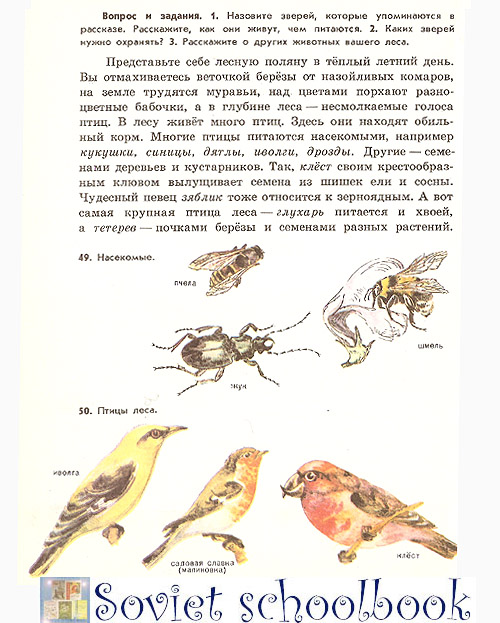 Вопрос и задания. 1. Назовите зверей, которые упоминаются в
рассказе. Расскажите, как они живут, чем питаются. 2. Каких зверей
нужно охранять? 3. Расскажите о других животных вашего леса.
Представьте себе лесную поляну в тёплый летний день.
Вы отмахиваетесь веточкой берёзы от назойливых комаров,
на земле трудятся муравьи, над цветами порхают разно-
цветные бабочки, а в глубине леса — несмолкаемые голоса
птиц. В лесу живёт много птиц. Здесь они находят обиль-
ный корм. Многие птицы питаются насекомыми, например
кукушки, синицы, дятлы, иволги, дрозды. Другие — семе-
нами деревьев и кустарников. Так, клёст своим крестообраз-
ным клювом вылущивает семена из шишек ели и сосны.
Чудесный певец зяблик тоже относится к зерноядным. А вот
самая крупная птица леса — глухарь питается и хвоей,
а тетерев — почками берёзы и семенами разных растений.
49. Насекомые.
пчела
шмель
жук
50. Птицы леса.
иволга
садовая славка
(малиновка)
клёст
Soviet schoolbook